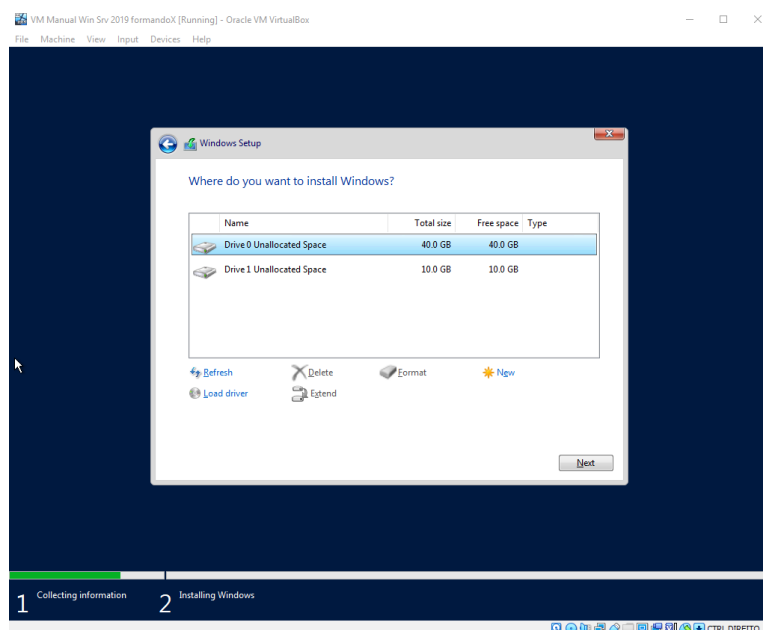 VM Manual Win Srv 2019 formandoX [Running] - Oracle VM VirtualBox
File Machine View Input Devices Help
Windows Setup
Where do you want to install Windows?
Name Total size Free space Type
Drive 0 Unallocated Space 40.0 GB 40.0 GB
Drive 1 Unallocated Space 10.0 GB 10.0 GB
Refresh Delete Format New
Load driver Extend
Next
1 Collecting information 2 Installing Windows
CTRL DIREITO